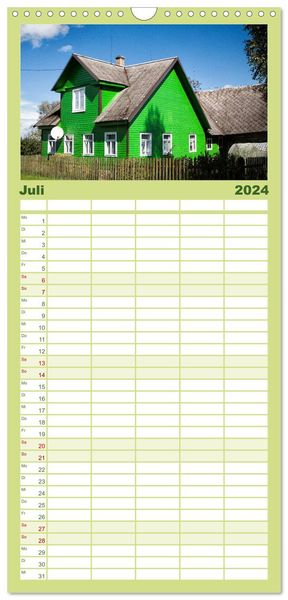 Juli 2024
Mo 1
Di 2
Mi 3
Do 4
Fr 5
Sa 6
So 7
Mo 8
Di 9
Mi 10
Do 11
Fr 12
Sa 13
So 14
Mo 15
Di 16
Mi 17
Do 18
Fr 19
Sa 20
So 21
Mo 22
Di 23
Mi 24
Do 25
Fr 26
Sa 27
So 28
Mo 29
Di 30
Mi 31